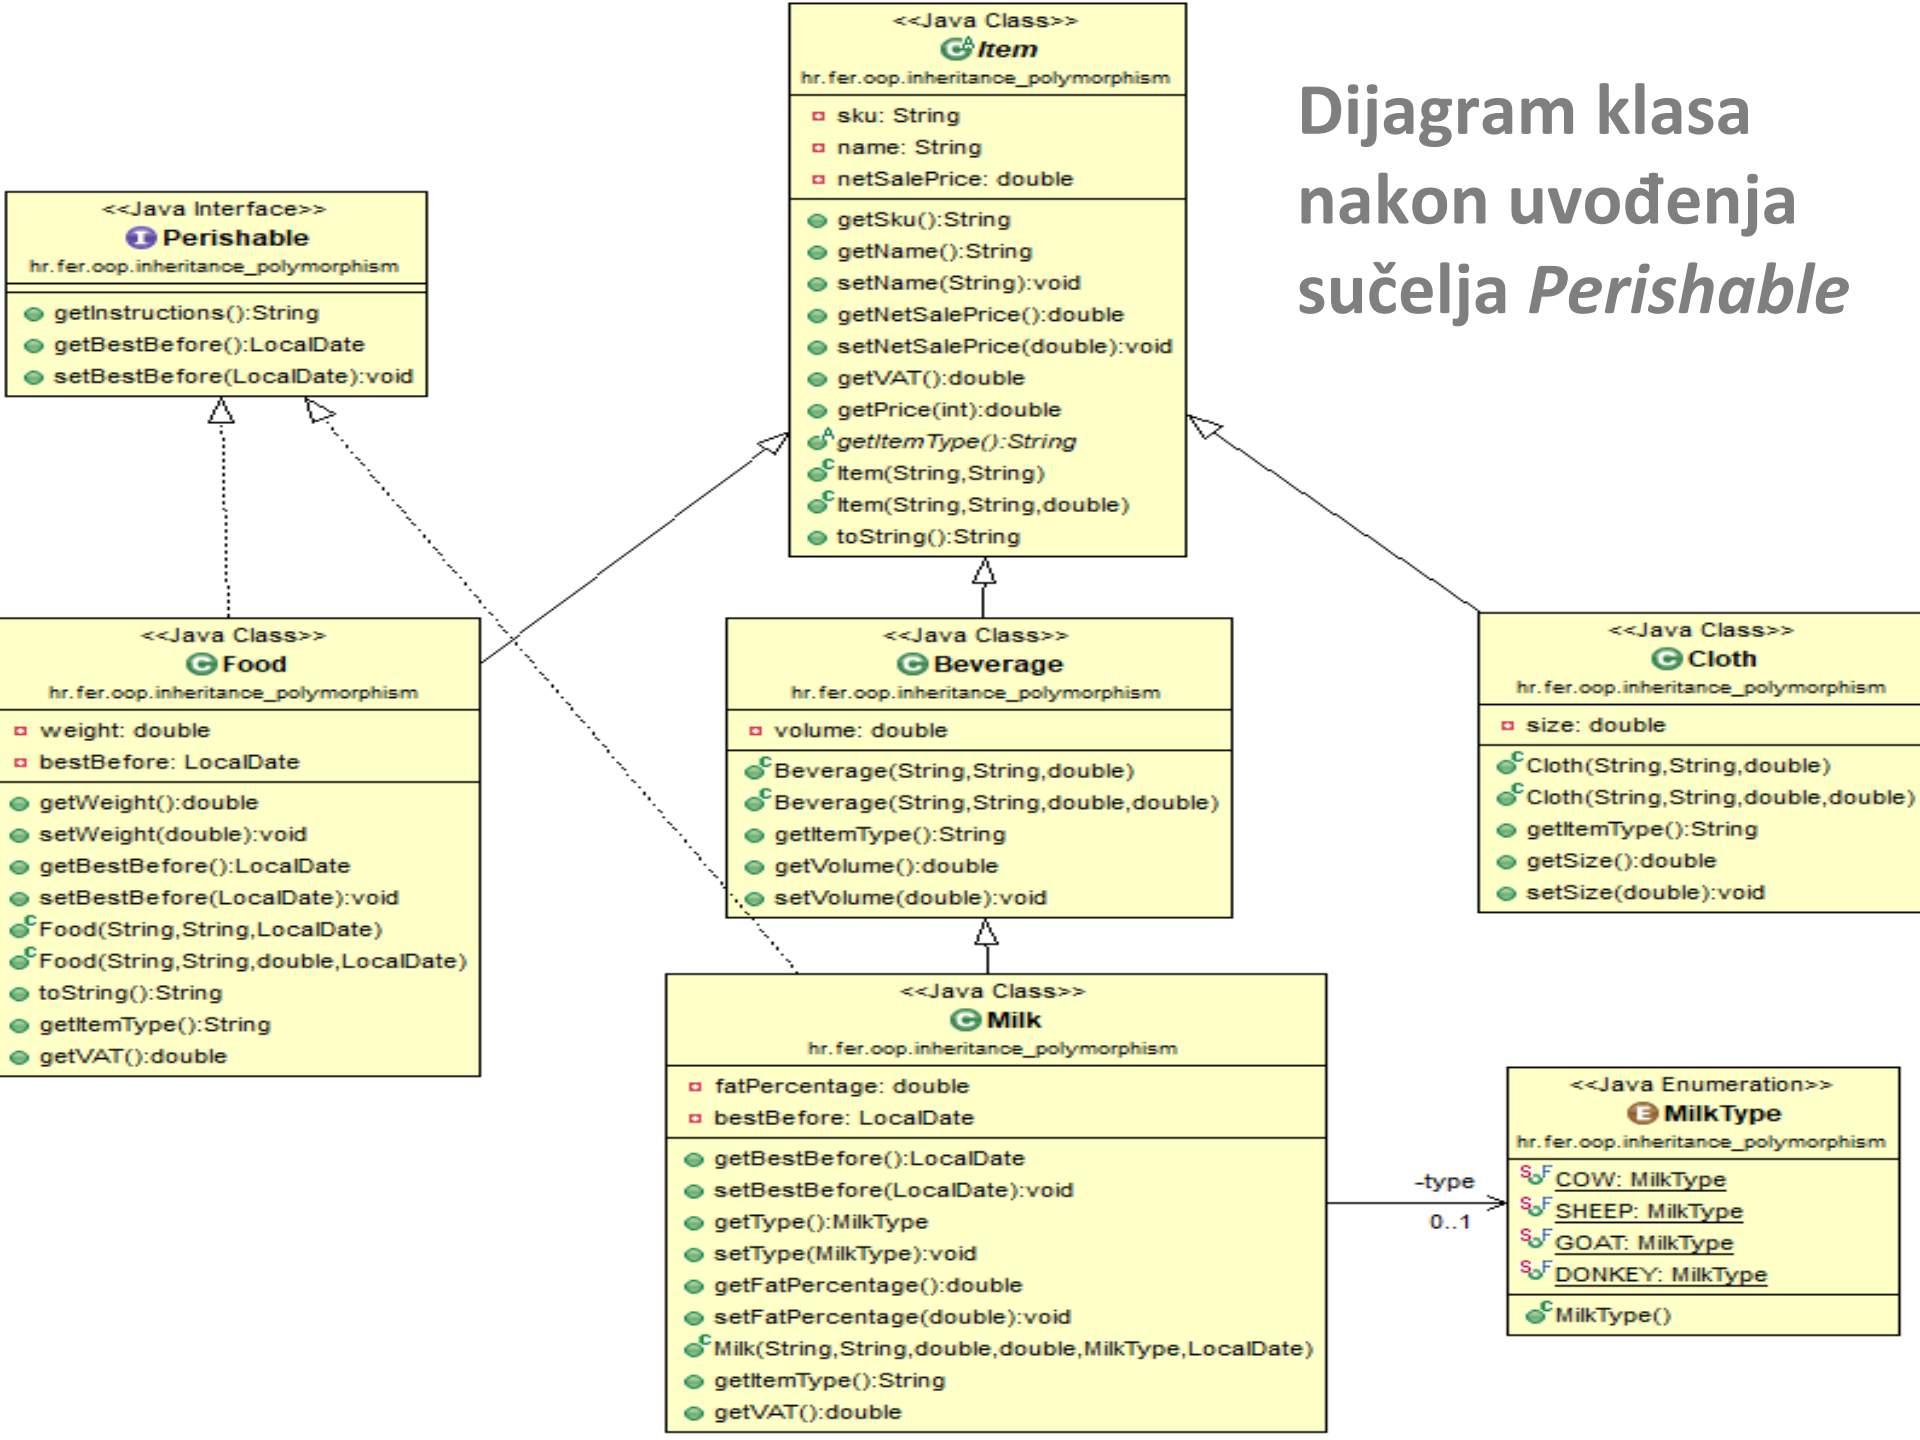 Dijagram klasa
nakon uvođenja
sučelja Perishable
<<Java Class>>
Item
hr.fer.oop.inheritance_polymorphism
sku: String
name: String
netSalePrice: double
getSku():String
getName():String
setName(String):void
getNetSalePrice():double
setNetSalePrice(double):void
getVAT():double
getPrice(int):double
getItemType():String
Item(String,String)
Item(String,String,double)
toString():String
<<Java Interface>>
Perishable
hr.fer.oop.inheritance_polymorphism
getInstructions():String
getBestBefore():LocalDate
setBestBefore(LocalDate):void
<<Java Class>>
Food
hr.fer.oop.inheritance_polymorphism
weight: double
bestBefore: LocalDate
getWeight():double
setWeight(double):void
getBestBefore():LocalDate
setBestBefore(LocalDate):void
Food(String,String,LocalDate)
Food(String,String,double,LocalDate)
toString():String
getItemType():String
getVAT():double
<<Java Class>>
Beverage
hr.fer.oop.inheritance_polymorphism
volume: double
Beverage(String,String,double)
Beverage(String,String,double,double)
getItemType():String
getVolume():double
setVolume(double):void
<<Java Class>>
Cloth
hr.fer.oop.inheritance_polymorphism
size: double
Cloth(String,String,double)
Cloth(String,String,double,double)
getItemType():String
getSize():double
setSize(double):void
<<Java Class>>
Milk
hr.fer.oop.inheritance_polymorphism
fatPercentage: double
bestBefore: LocalDate
getBestBefore():LocalDate
setBestBefore(LocalDate):void
getType():MilkType
setType(MilkType):void
getFatPercentage():double
setFatPercentage(double):void
Milk(String,String,double,double,MilkType,LocalDate)
getItemType():String
getVAT():double
-type
0..1
<<Java Enumeration>>
MilkType
hr.fer.oop.inheritance_polymorphism
COW: MilkType
SHEEP: MilkType
GOAT: MilkType
DONKEY: MilkType
MilkType()